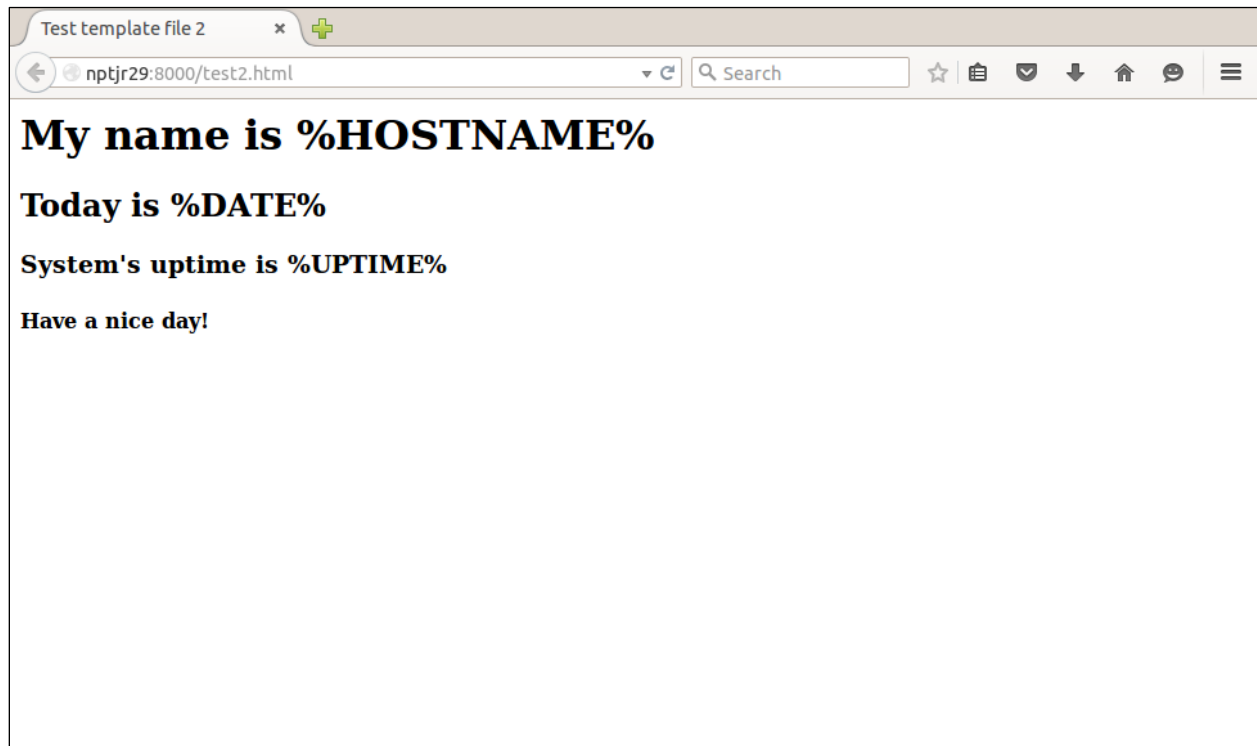 Test template file 2
nptjr29:8000/test2.html
Search
My name is %HOSTNAME%
Today is %DATE%
System's uptime is %UPTIME%
Have a nice day!